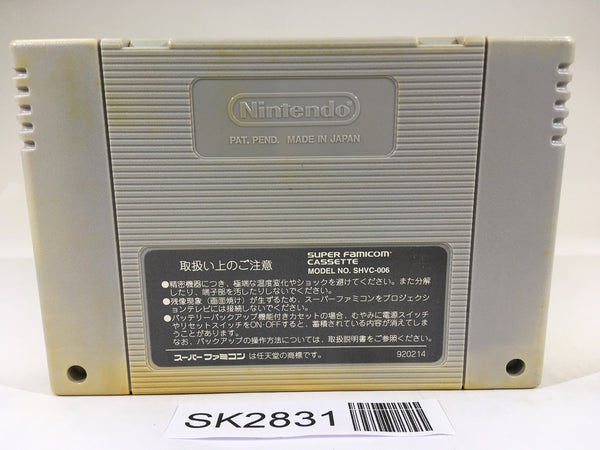 Nintendo®
PAT. PEND. MADE IN JAPAN
取扱い上のご注意
SUPER FAMICOM™
CASSETTE
MODEL NO. SHVC-006
●精密機器につき、極端な温度変化やショックを避けてください。また分解
したり、端子部を汚したりしないでください。
●残像現象（画面焼け）が生ずるため、スーパーファミコンをプロジェクシ
ョンテレビには接続しないでください。
●バッテリーバックアップ機能付きカセットの場合、むやみに電源スイッチ
やリセットスイッチをON・OFFすると、蓄積されている内容が消えてしま
うことがあります。
なお、バックアップの操作方法については、取扱説明書をご参照ください。
スーパーファミコンは任天堂の商標です。
920214
SK2831